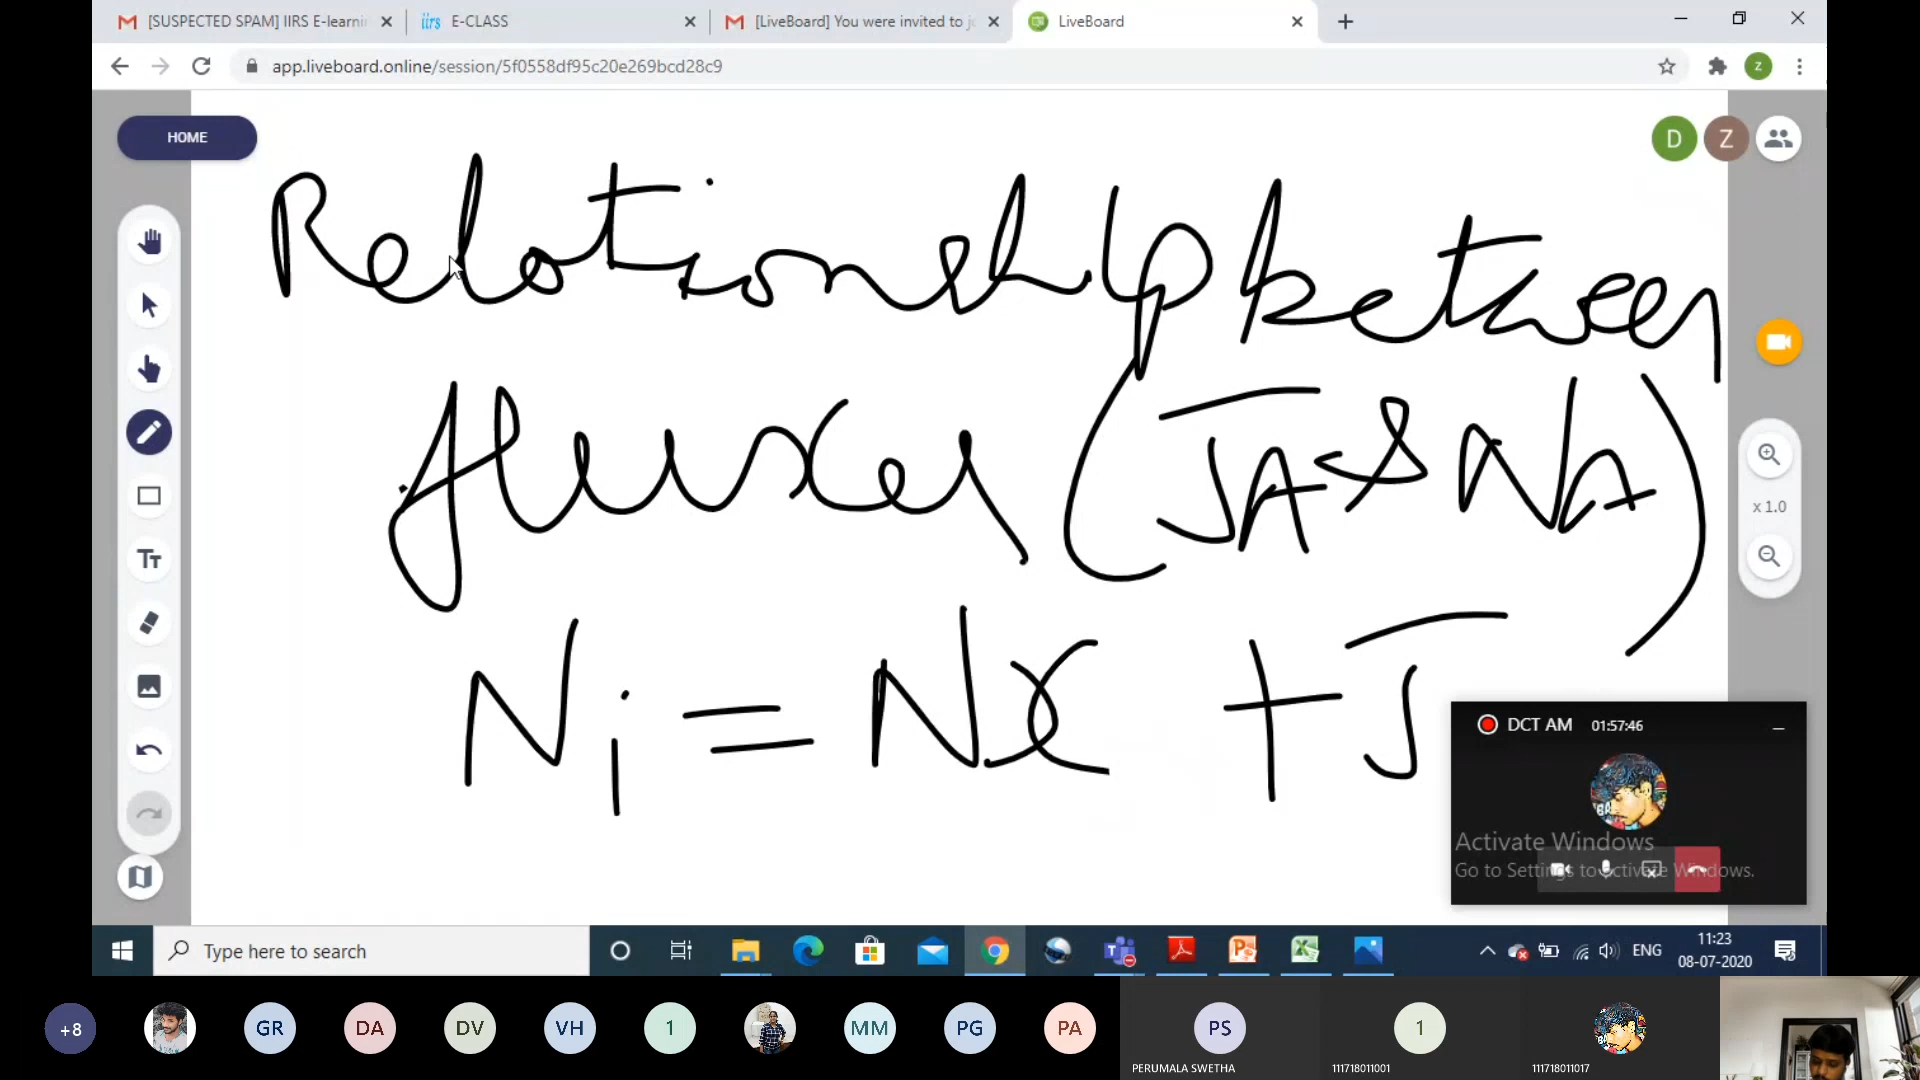 [SUSPECTED SPAM] IIRS E-learni
iirs E-CLASS
[LiveBoard] You were invited to j
LiveBoard
app.liveboard.online/session/5f0558df95c20e269bcd28c9
HOME
D Z
Relationship between
fluxes (JA & NA)
Ni = Nx + J
TT
x 1.0
DCT AM 01:57:46
Activate Windows
Go to Settings to activate Windows.
Type here to search
ENG
11:23
08-07-2020
+8 GR DA DV VH 1 MM PG PA PS 1
PERUMALA SWETHA 111718011001 111718011017